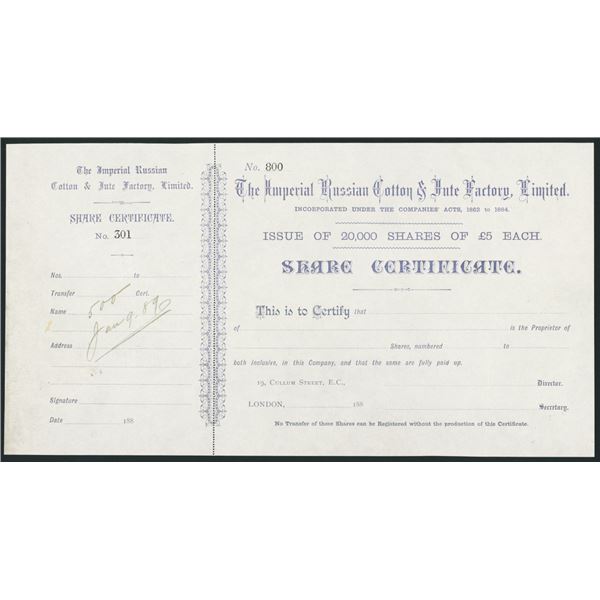 The Imperial Russian
Cotton & Jute Factory, Limited.
SHARE CERTIFICATE.
No. 301
Nos. to
Transfer Cert.
Name
500
Jan 9. 89
Address
Signature
Date 188
No. 800
The Imperial Russian Cotton & Jute Factory, Limited.
INCORPORATED UNDER THE COMPANIES' ACTS, 1862 to 1884.
ISSUE OF 20,000 SHARES OF £5 EACH.
SHARE CERTIFICATE.
This is to Certify that
of is the Proprietor of
Shares, numbered to
both inclusive, in this Company, and that the same are fully paid up.
19, CULLUM STREET, E.C., Director.
LONDON, 188 Secretary.
No Transfer of these Shares can be Registered without the production of this Certificate.